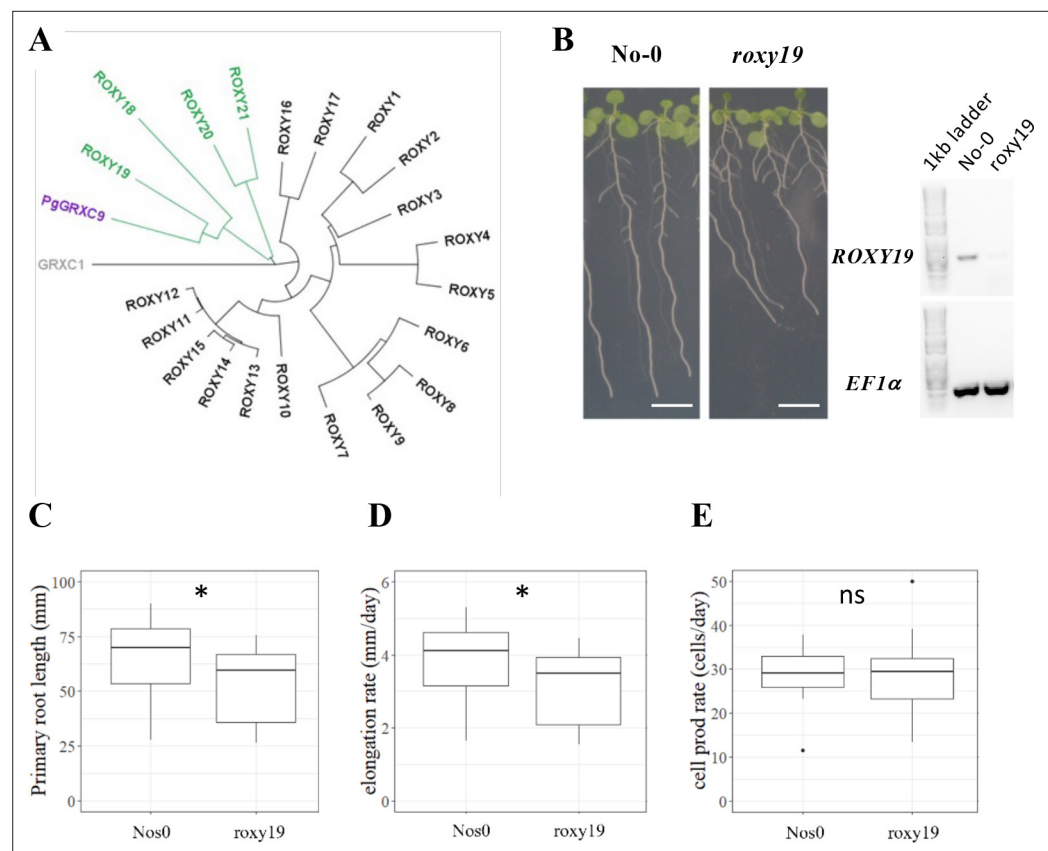 A
ROXY18
ROXY20
ROXY21
ROXY16
ROXY17
ROXY1
ROXY2
ROXY3
ROXY4
ROXY5
ROXY6
ROXY8
ROXY9
ROXY7
ROXY10
ROXY13
ROXY14
ROXY15
ROXY11
ROXY12
GRXC1
PgGRXC9
ROXY19
B
No-0
roxy19
1kb ladder
No-0
roxy19
ROXY19
EF1α
C
Primary root length (mm)
100
75
50
25
0
*
Nos0
roxy19
D
elongation rate (mm/day)
6
4
2
0
*
Nos0
roxy19
E
cell prod rate (cells/day)
50
40
30
20
10
0
ns
Nos0
roxy19